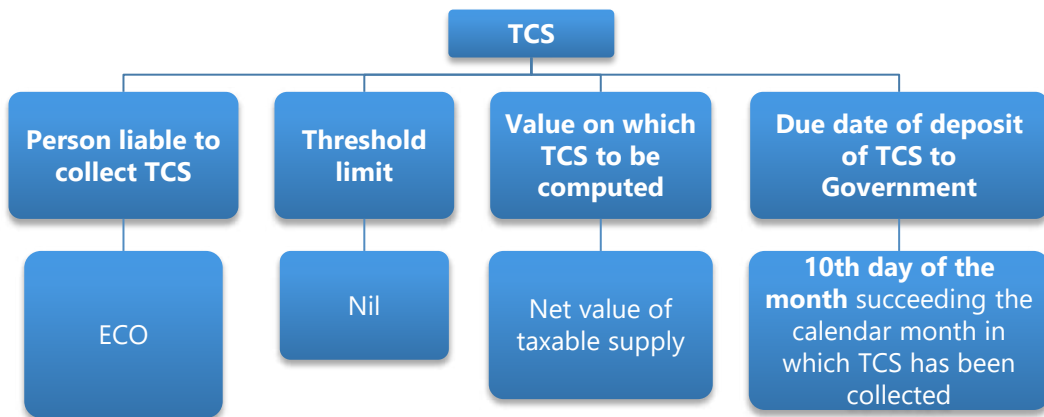 TCS
Person liable to
collect TCS
Threshold
limit
Value on which
TCS to be
computed
Due date of deposit
of TCS to
Government
ECO
Nil
Net value of
taxable supply
10th day of the
month succeeding the
calendar month in
which TCS has been
collected